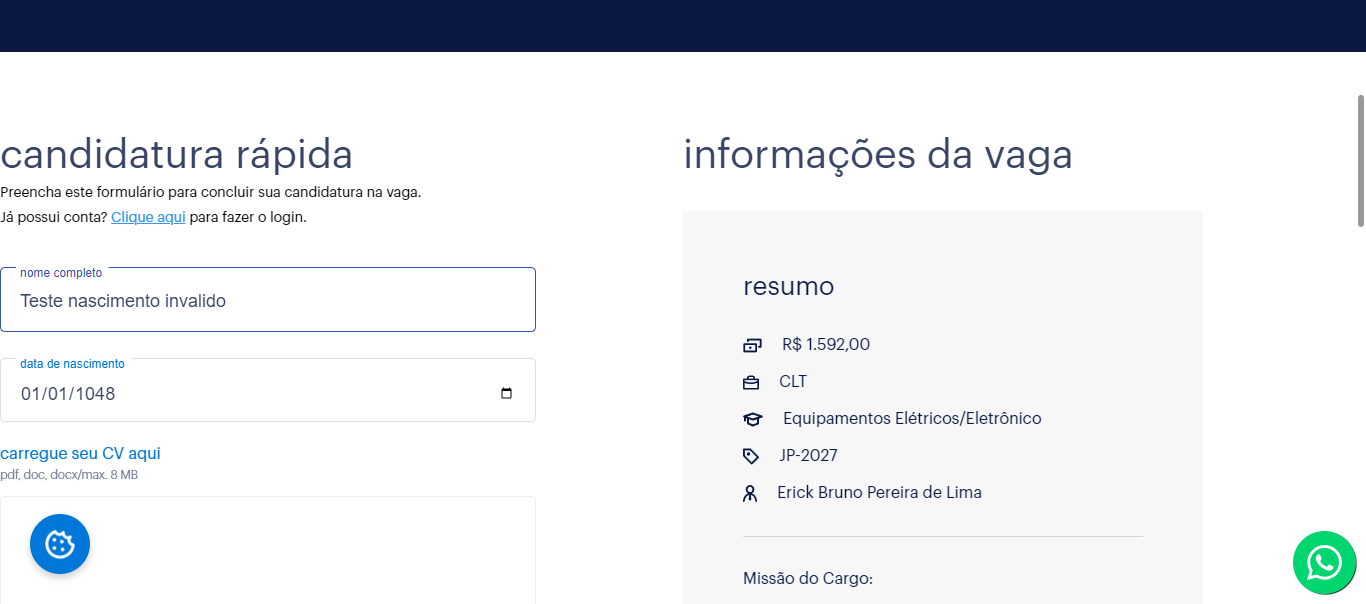 candidatura rápida
Preencha este formulário para concluir sua candidatura na vaga.
Já possui conta? Clique aqui para fazer o login.
nome completo
Teste nascimento invalido
data de nascimento
01/01/1048
carregue seu CV aqui
pdf, doc, docx/max. 8 MB
informações da vaga
resumo
R$ 1.592,00
CLT
Equipamentos Elétricos/Eletrônico
JP-2027
Erick Bruno Pereira de Lima
Missão do Cargo: